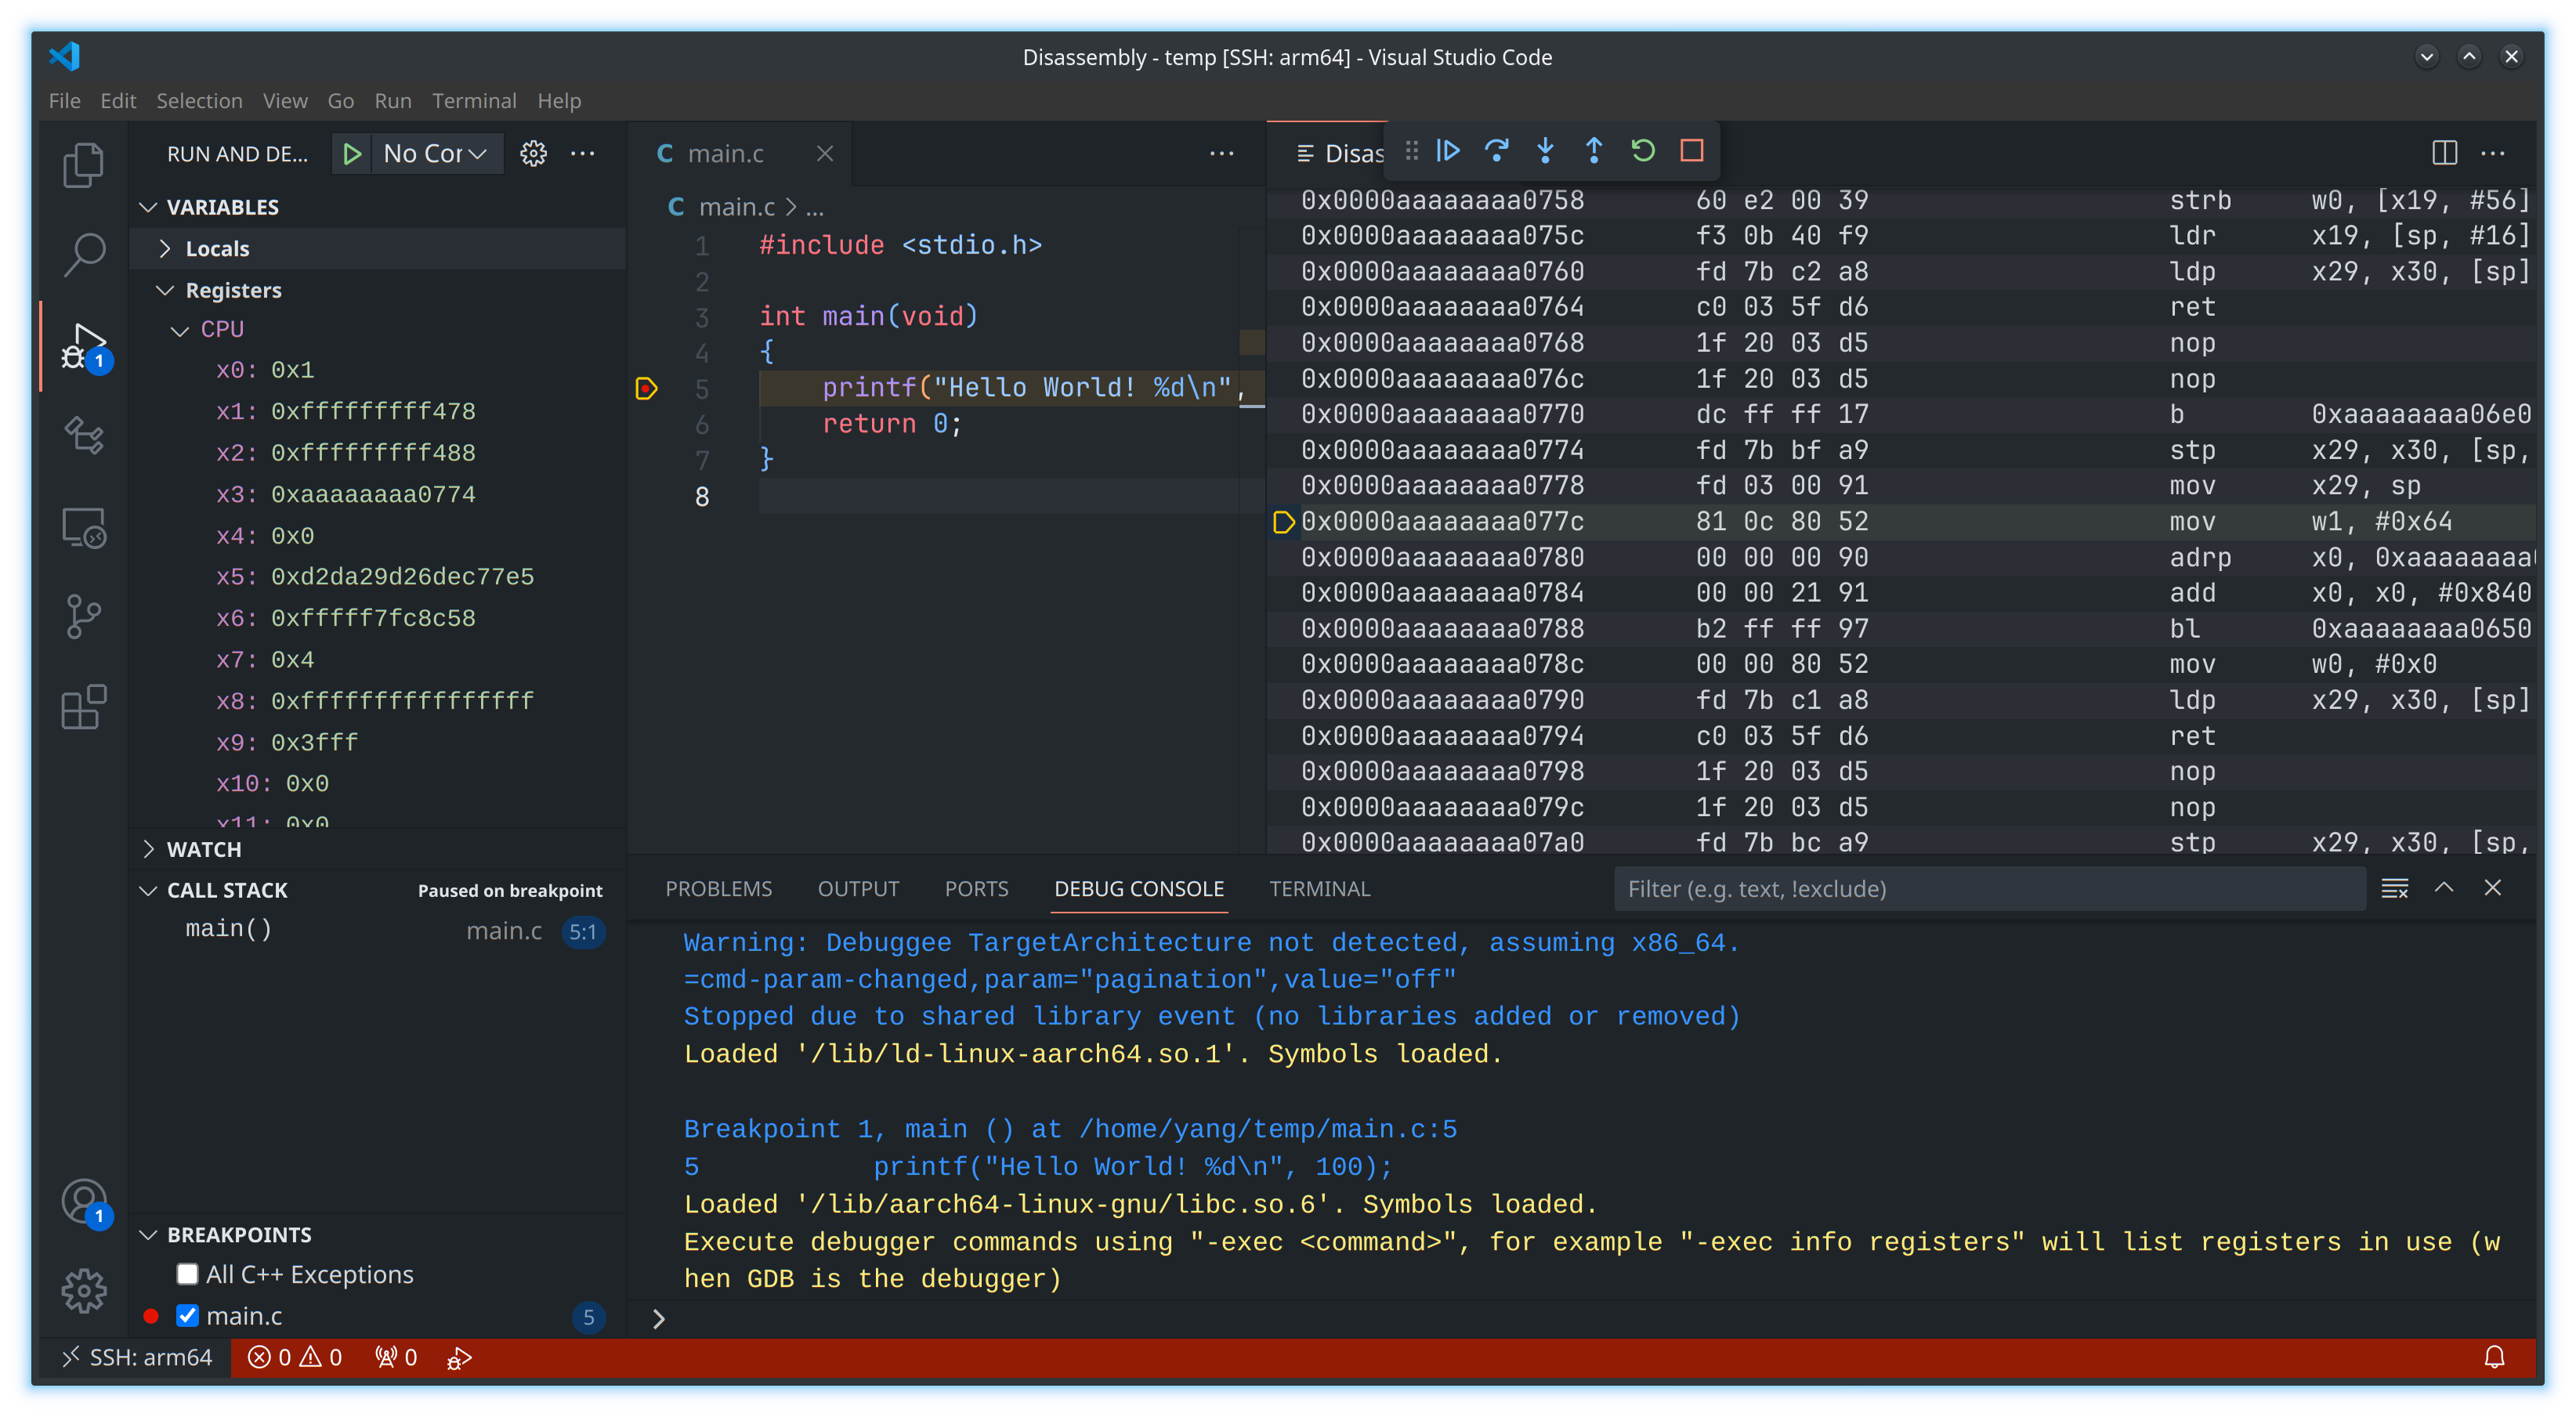 Disassembly - temp [SSH: arm64] - Visual Studio Code
File Edit Selection View Go Run Terminal Help
RUN AND DE... No Cor
VARIABLES
Locals
Registers
CPU
x0: 0x1
x1: 0xfffffffff478
x2: 0xfffffffff488
x3: 0xaaaaaaaa0774
x4: 0x0
x5: 0xd2da29d26dec77e5
x6: 0xfffff7fc8c58
x7: 0x4
x8: 0xffffffffffffffff
x9: 0x3fff
x10: 0x0
x11: 0x0
WATCH
CALL STACK Paused on breakpoint
main() main.c 5:1
BREAKPOINTS
All C++ Exceptions
main.c 5
1
1
C main.c
C main.c > ...
1 #include <stdio.h>
2
3 int main(void)
4 {
5 printf("Hello World! %d\n",
6 return 0;
7 }
8
Disas
0x0000aaaaaaaa0758 60 e2 00 39 strb w0, [x19, #56]
0x0000aaaaaaaa075c f3 0b 40 f9 ldr x19, [sp, #16]
0x0000aaaaaaaa0760 fd 7b c2 a8 ldp x29, x30, [sp]
0x0000aaaaaaaa0764 c0 03 5f d6 ret
0x0000aaaaaaaa0768 1f 20 03 d5 nop
0x0000aaaaaaaa076c 1f 20 03 d5 nop
0x0000aaaaaaaa0770 dc ff ff 17 b 0xaaaaaaaa06e0
0x0000aaaaaaaa0774 fd 7b bf a9 stp x29, x30, [sp,
0x0000aaaaaaaa0778 fd 03 00 91 mov x29, sp
0x0000aaaaaaaa077c 81 0c 80 52 mov w1, #0x64
0x0000aaaaaaaa0780 00 00 00 90 adrp x0, 0xaaaaaaaa
0x0000aaaaaaaa0784 00 00 21 91 add x0, x0, #0x840
0x0000aaaaaaaa0788 b2 ff ff 97 bl 0xaaaaaaaa0650
0x0000aaaaaaaa078c 00 00 80 52 mov w0, #0x0
0x0000aaaaaaaa0790 fd 7b c1 a8 ldp x29, x30, [sp]
0x0000aaaaaaaa0794 c0 03 5f d6 ret
0x0000aaaaaaaa0798 1f 20 03 d5 nop
0x0000aaaaaaaa079c 1f 20 03 d5 nop
0x0000aaaaaaaa07a0 fd 7b bc a9 stp x29, x30, [sp,
PROBLEMS OUTPUT PORTS DEBUG CONSOLE TERMINAL Filter (e.g. text, !exclude)
Warning: Debuggee TargetArchitecture not detected, assuming x86_64.
=cmd-param-changed,param="pagination",value="off"
Stopped due to shared library event (no libraries added or removed)
Loaded '/lib/ld-linux-aarch64.so.1'. Symbols loaded.
Breakpoint 1, main () at /home/yang/temp/main.c:5
5 printf("Hello World! %d\n", 100);
Loaded '/lib/aarch64-linux-gnu/libc.so.6'. Symbols loaded.
Execute debugger commands using "-exec <command>", for example "-exec info registers" will list registers in use (w
hen GDB is the debugger)
SSH: arm64 0 0 0